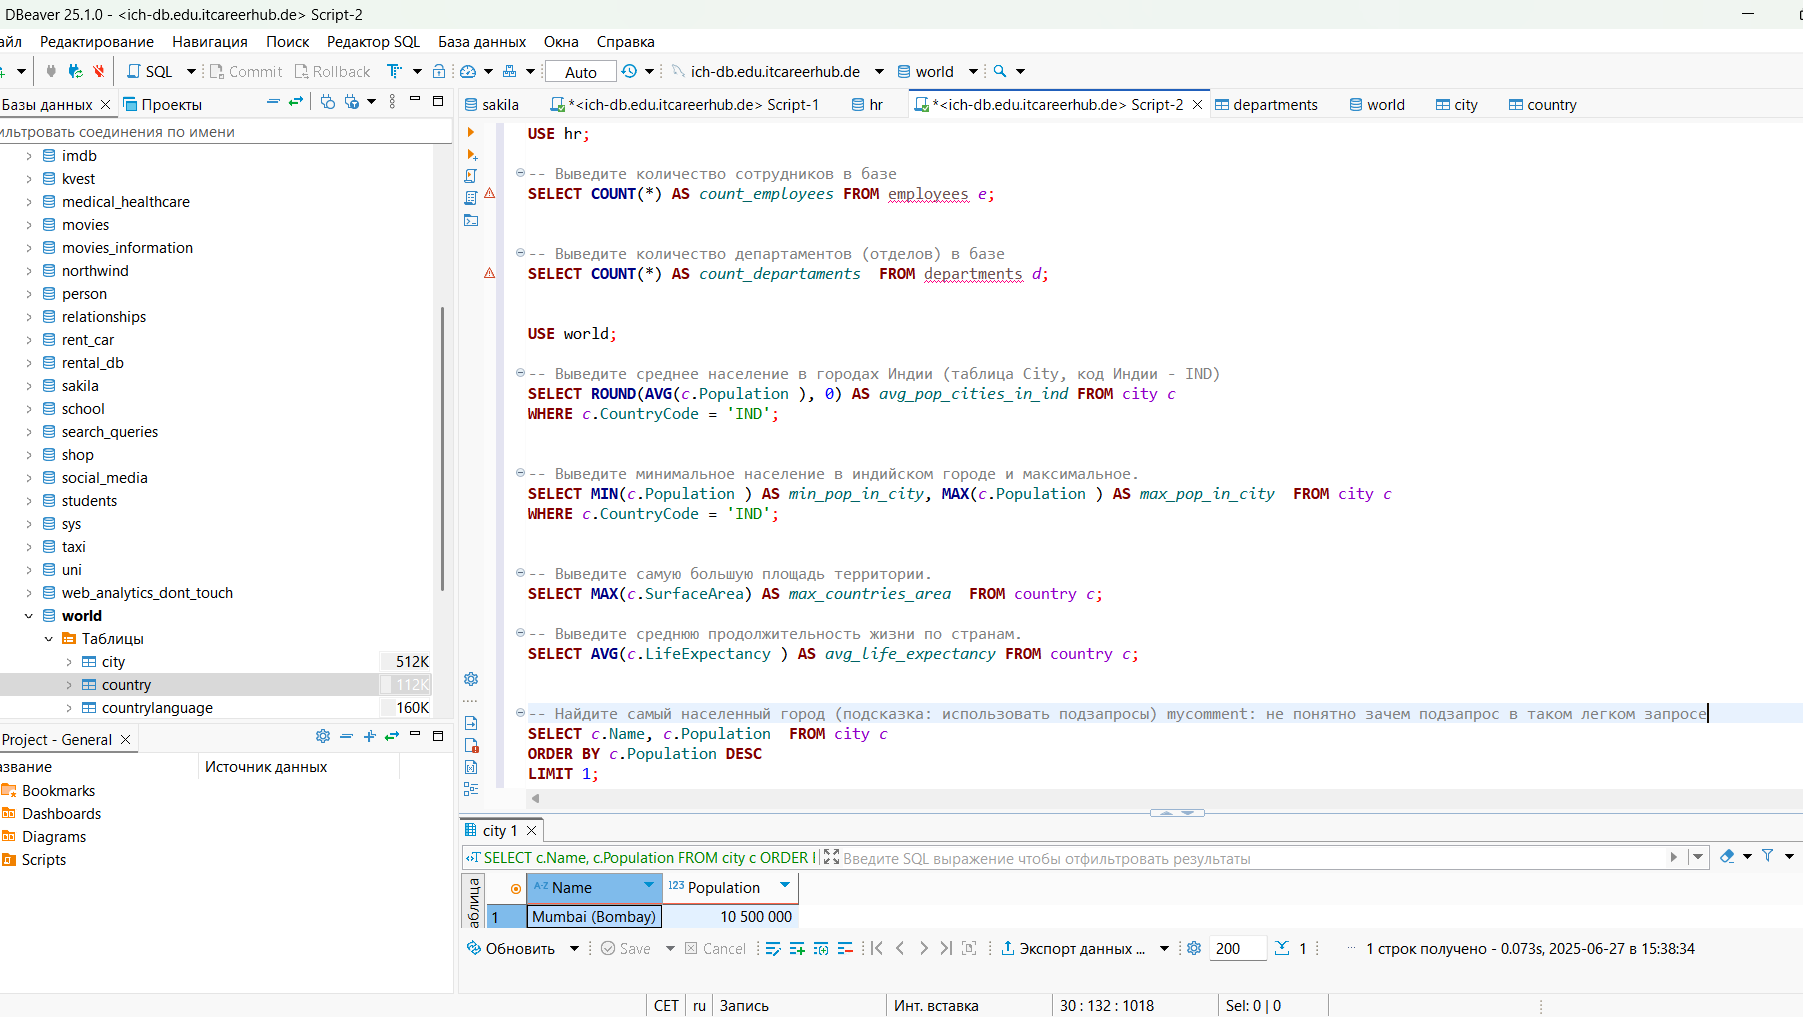 DBeaver 25.1.0 - <ich-db.edu.itcareerhub.de> Script-2
айл Редактирование Навигация Поиск Редактор SQL База данных Окна Справка
SQL Commit Rollback Auto ich-db.edu.itcareerhub.de world
Базы данных Проекты
ильтровать соединения по имени
imdb
kvest
medical_healthcare
movies
movies_information
northwind
person
relationships
rent_car
rental_db
sakila
school
search_queries
shop
social_media
students
sys
taxi
uni
web_analytics_dont_touch
world
Таблицы
city 512K
country 112K
countrylanguage 160K
Project - General
азвание Источник данных
Bookmarks
Dashboards
Diagrams
Scripts
sakila *<ich-db.edu.itcareerhub.de> Script-1 hr *<ich-db.edu.itcareerhub.de> Script-2 departments world city country
USE hr;
-- Выведите количество сотрудников в базе
SELECT COUNT(*) AS count_employees FROM employees e;
-- Выведите количество департаментов (отделов) в базе
SELECT COUNT(*) AS count_departaments  FROM departments d;
USE world;
-- Выведите среднее население в городах Индии (таблица City, код Индии - IND)
SELECT ROUND(AVG(c.Population ), 0) AS avg_pop_cities_in_ind FROM city c
WHERE c.CountryCode = 'IND';
-- Выведите минимальное население в индийском городе и максимальное.
SELECT MIN(c.Population ) AS min_pop_in_city, MAX(c.Population ) AS max_pop_in_city  FROM city c
WHERE c.CountryCode = 'IND';
-- Выведите самую большую площадь территории.
SELECT MAX(c.SurfaceArea) AS max_countries_area  FROM country c;
-- Выведите среднюю продолжительность жизни по странам.
SELECT AVG(c.LifeExpectancy ) AS avg_life_expectancy FROM country c;
-- Найдите самый населенный город (подсказка: использовать подзапросы) mycomment: не понятно зачем подзапрос в таком легком запросе
SELECT c.Name, c.Population  FROM city c
ORDER BY c.Population DESC
LIMIT 1;
city 1
SELECT c.Name, c.Population FROM city c ORDER Введите SQL выражение чтобы отфильтровать результаты
аблица
A-Z Name 123 Population
1 Mumbai (Bombay) 10 500 000
Обновить Save Cancel Экспорт данных ... 200 1 ... 1 строк получено - 0.073s, 2025-06-27 в 15:38:34
CET ru Запись Инт. вставка 30 : 132 : 1018 Sel: 0 | 0